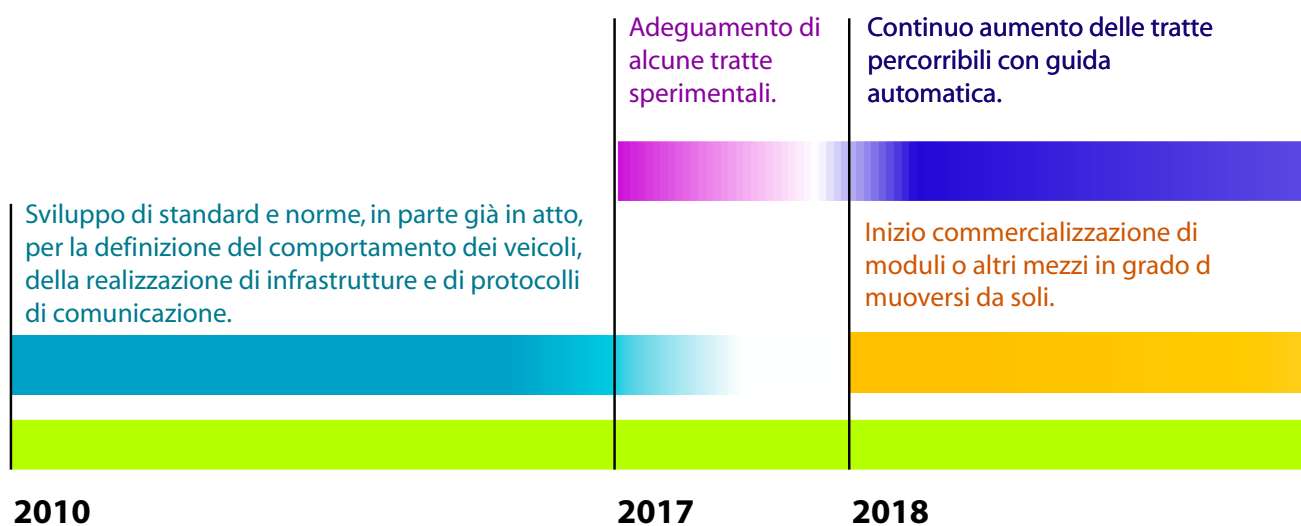 Adeguamento di
alcune tratte
sperimentali.
Continuo aumento delle tratte
percorribili con guida
automatica.
Sviluppo di standard e norme, in parte già in atto,
per la definizione del comportamento dei veicoli,
della realizzazione di infrastrutture e di protocolli
di comunicazione.
Inizio commercializzazione di
moduli o altri mezzi in grado d
muoversi da soli.
2010
2017
2018